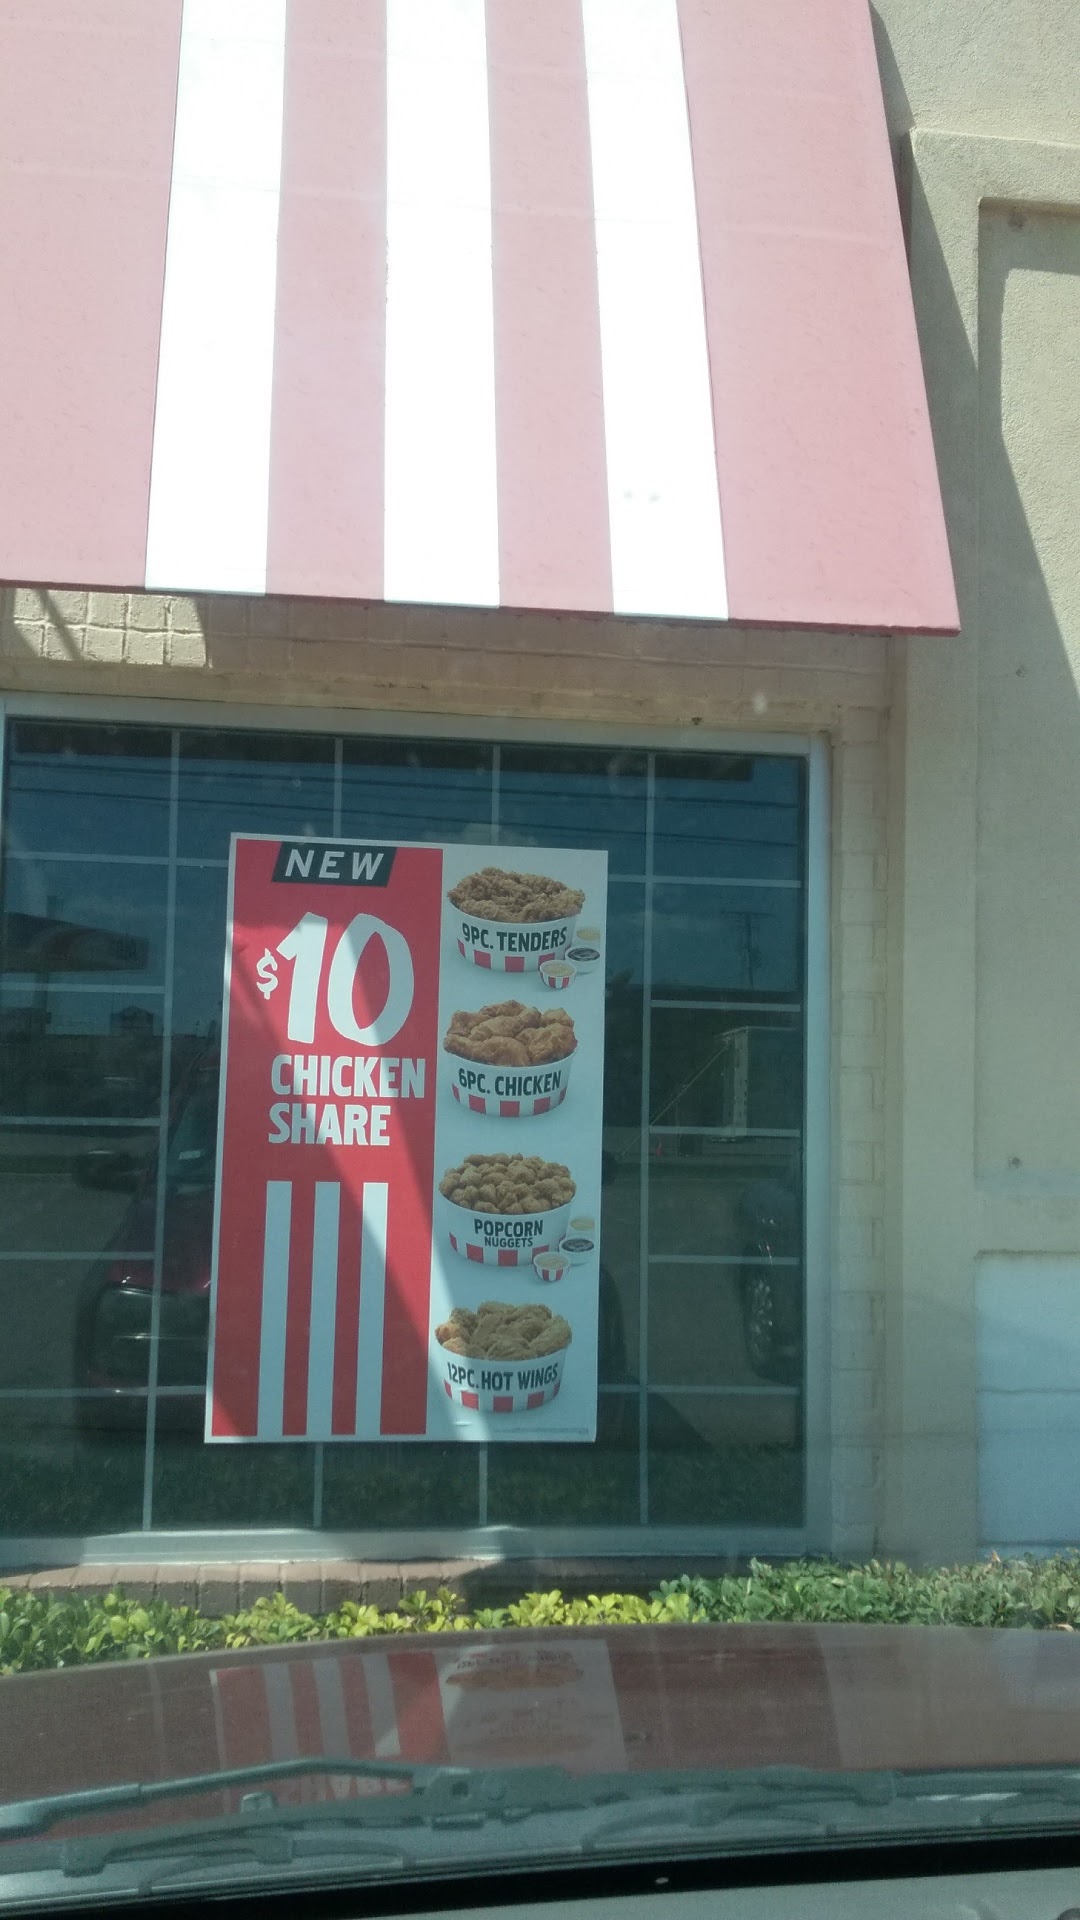 NEW
$10
CHICKEN
SHARE
9PC. TENDERS
6PC. CHICKEN
POPCORN
NUGGETS
12PC. HOT WINGS